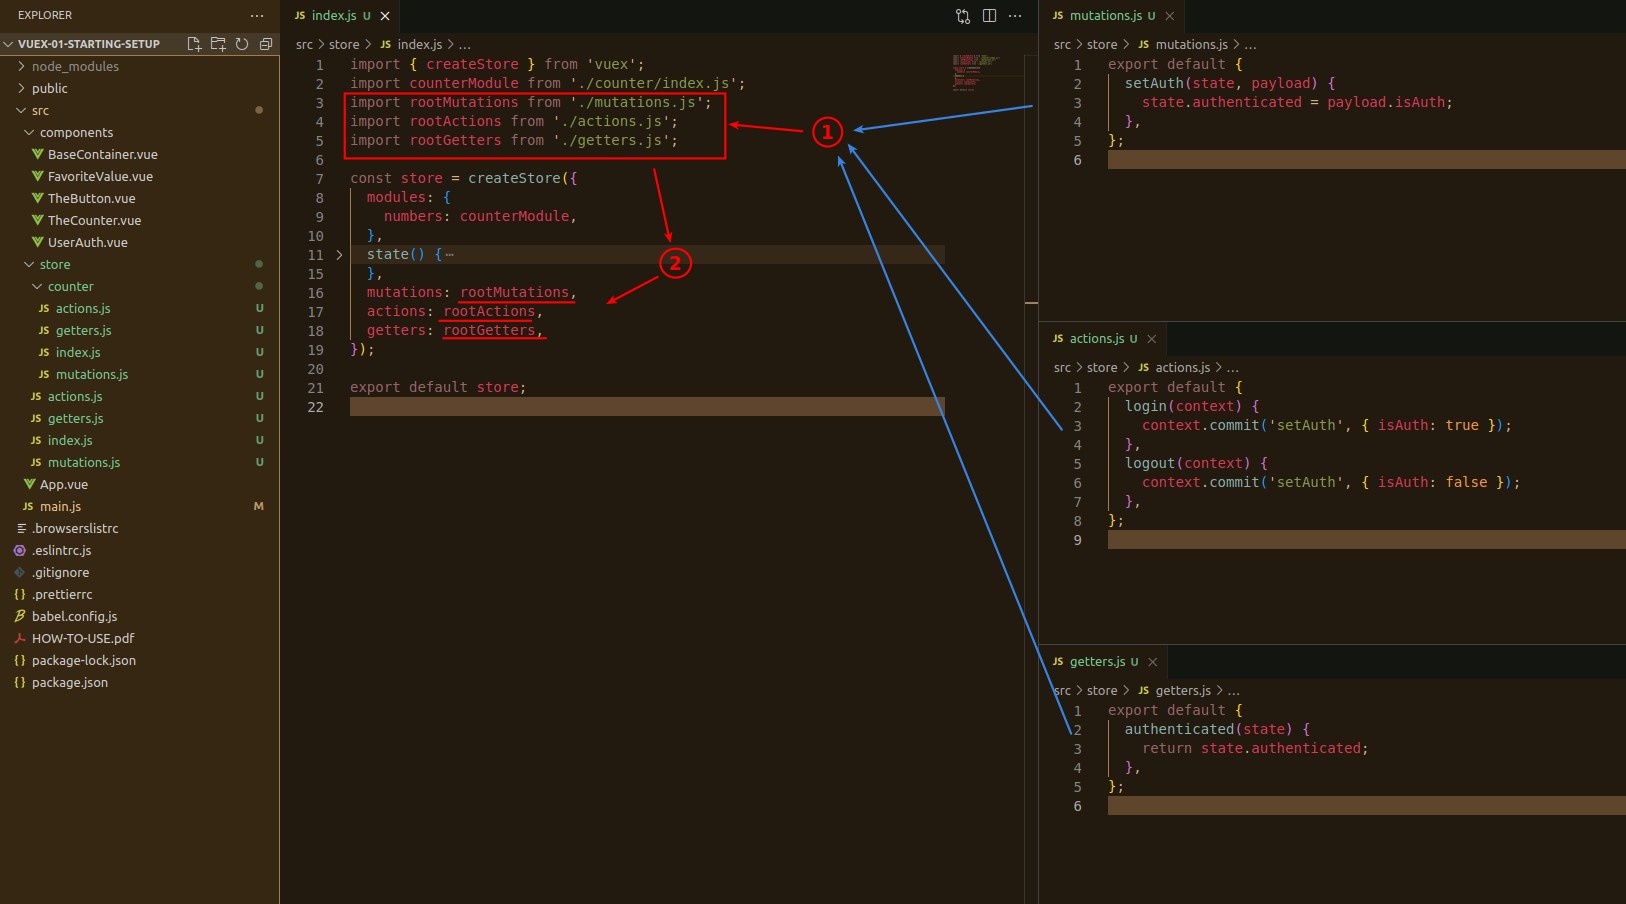 EXPLORER
VUEX-01-STARTING-SETUP
node_modules
public
src
components
BaseContainer.vue
FavoriteValue.vue
TheButton.vue
TheCounter.vue
UserAuth.vue
store
counter
JS actions.js U
JS getters.js U
JS index.js U
JS mutations.js U
JS actions.js U
JS getters.js U
JS index.js U
JS mutations.js U
App.vue
JS main.js M
.browserslistrc
.eslintrc.js
.gitignore
{} .prettierrc
babel.config.js
HOW-TO-USE.pdf
{} package-lock.json
{} package.json
JS index.js U
src > store > JS index.js > ...
1 import { createStore } from 'vuex';
2 import counterModule from './counter/index.js';
3 import rootMutations from './mutations.js';
4 import rootActions from './actions.js';
5 import rootGetters from './getters.js';
6
7 const store = createStore({
8 modules: {
9 numbers: counterModule,
10 },
11 state() {
15 },
16 mutations: rootMutations,
17 actions: rootActions,
18 getters: rootGetters,
19 });
20
21 export default store;
22
1
2
JS mutations.js U
src > store > JS mutations.js > ...
1 export default {
2 setAuth(state, payload) {
3 state.authenticated = payload.isAuth;
4 },
5 };
6
JS actions.js U
src > store > JS actions.js > ...
1 export default {
2 login(context) {
3 context.commit('setAuth', { isAuth: true });
4 },
5 logout(context) {
6 context.commit('setAuth', { isAuth: false });
7 },
8 };
9
JS getters.js U
src > store > JS getters.js > ...
1 export default {
2 authenticated(state) {
3 return state.authenticated;
4 },
5 };
6